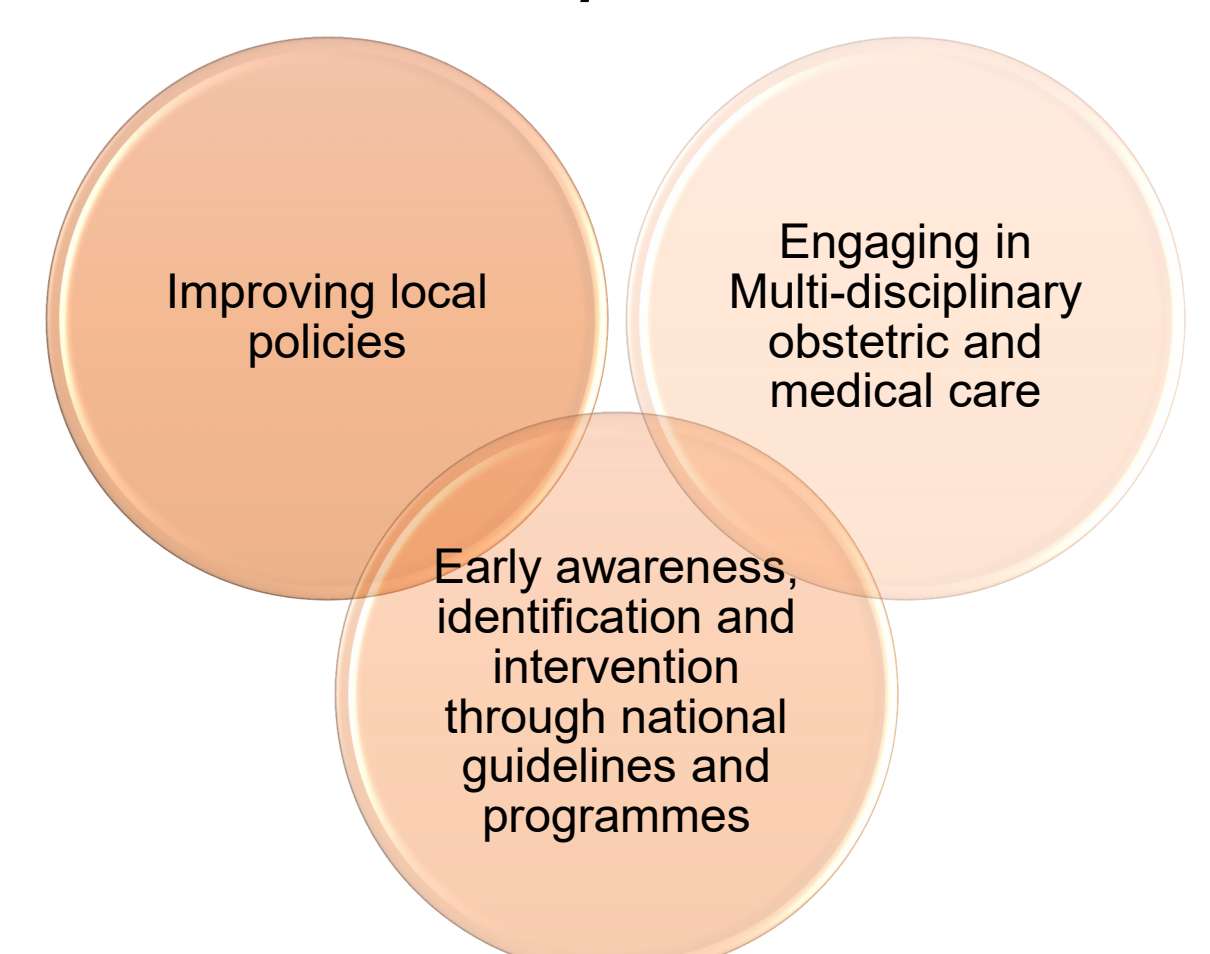 Improving local
policies
Engaging in
Multi-disciplinary
obstetric and
medical care
Early awareness,
identification and
intervention
through national
guidelines and
programmes